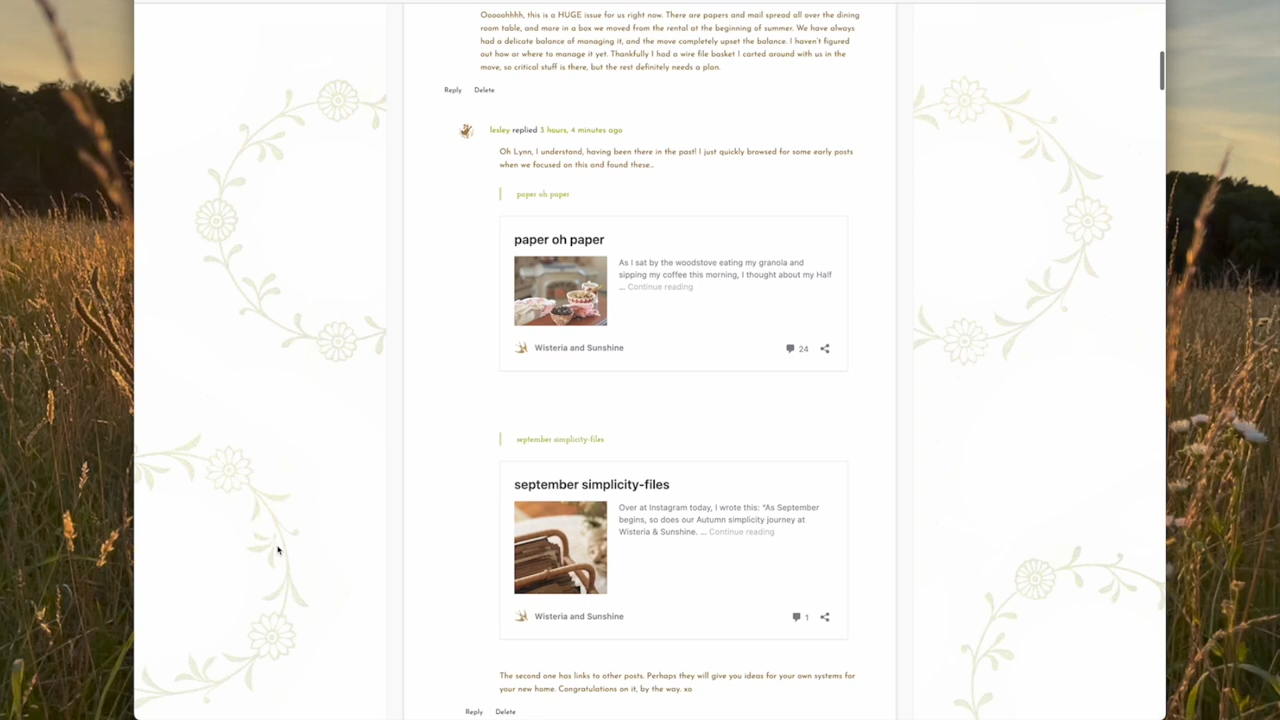 Ooooohhhh, this is a HUGE issue for us right now. There are papers and mail spread all over the dining
room table, and more in a box we moved from the rental at the beginning of summer. We have always
had a delicate balance of managing it, and the move completely upset the balance. I haven't figured
out how or where to manage it yet. Thankfully I had a wire file basket I carted around with us in the
move, so critical stuff is there, but the rest definitely needs a plan.
Reply Delete
lesley replied 3 hours, 4 minutes ago
Oh Lynn, I understand, having been there in the past! I just quickly browsed for some early posts
when we focused on this and found these...
paper oh paper
paper oh paper
As I sat by the woodstove eating my granola and
sipping my coffee this morning, I thought about my Half
... Continue reading
Wisteria and Sunshine 24
september simplicity-files
september simplicity-files
Over at Instagram today, I wrote this: "As September
begins, so does our Autumn simplicity journey at
Wisteria & Sunshine. ... Continue reading
Wisteria and Sunshine 1
The second one has links to other posts. Perhaps they will give you ideas for your own systems for
your new home. Congratulations on it, by the way. xo
Reply Delete